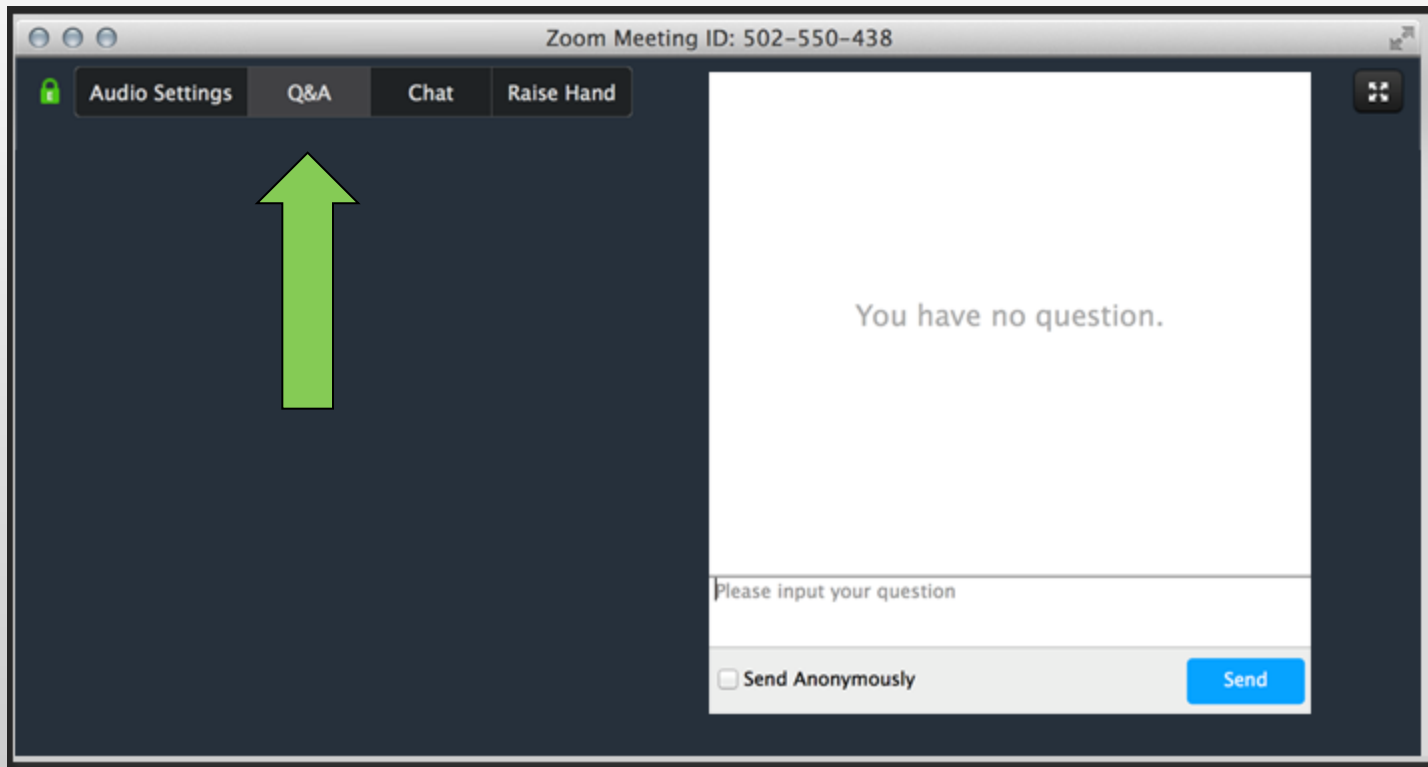 Zoom Meeting ID: 502-550-438
Audio Settings Q&A Chat Raise Hand
You have no question.
Please input your question
Send Anonymously Send